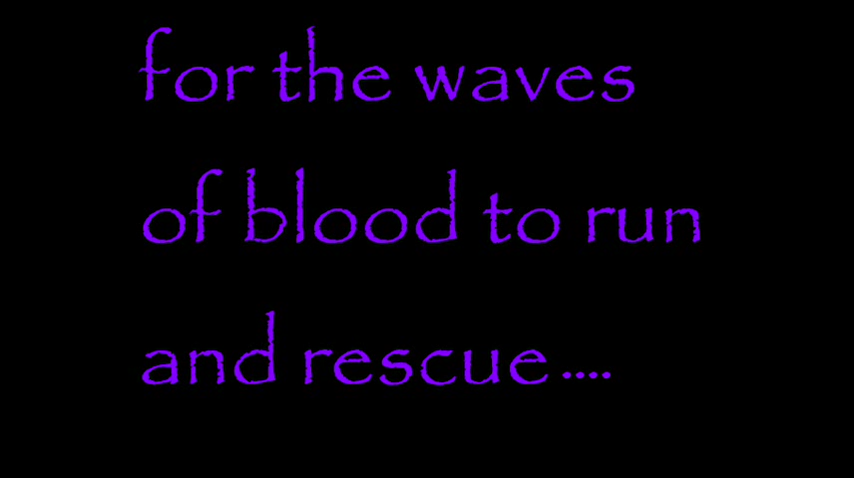 for the waves
of blood to run
and rescue....